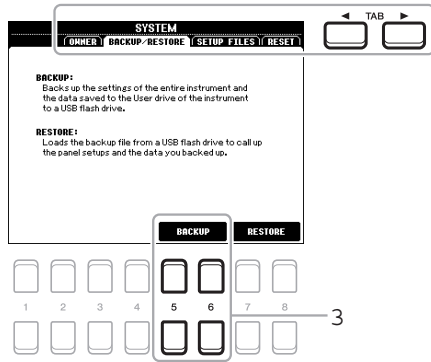 TAB
SYSTEM
OWNER BACKUP/RESTORE SETUP FILES RESET
BACKUP:
Backs up the settings of the entire instrument and
the data saved to the User drive of the instrument
to a USB flash drive.
RESTORE:
Loads the backup file from a USB flash drive to call up
the panel setups and the data you backed up.
BACKUP RESTORE
1 2 3 4 5 6 7 8
3